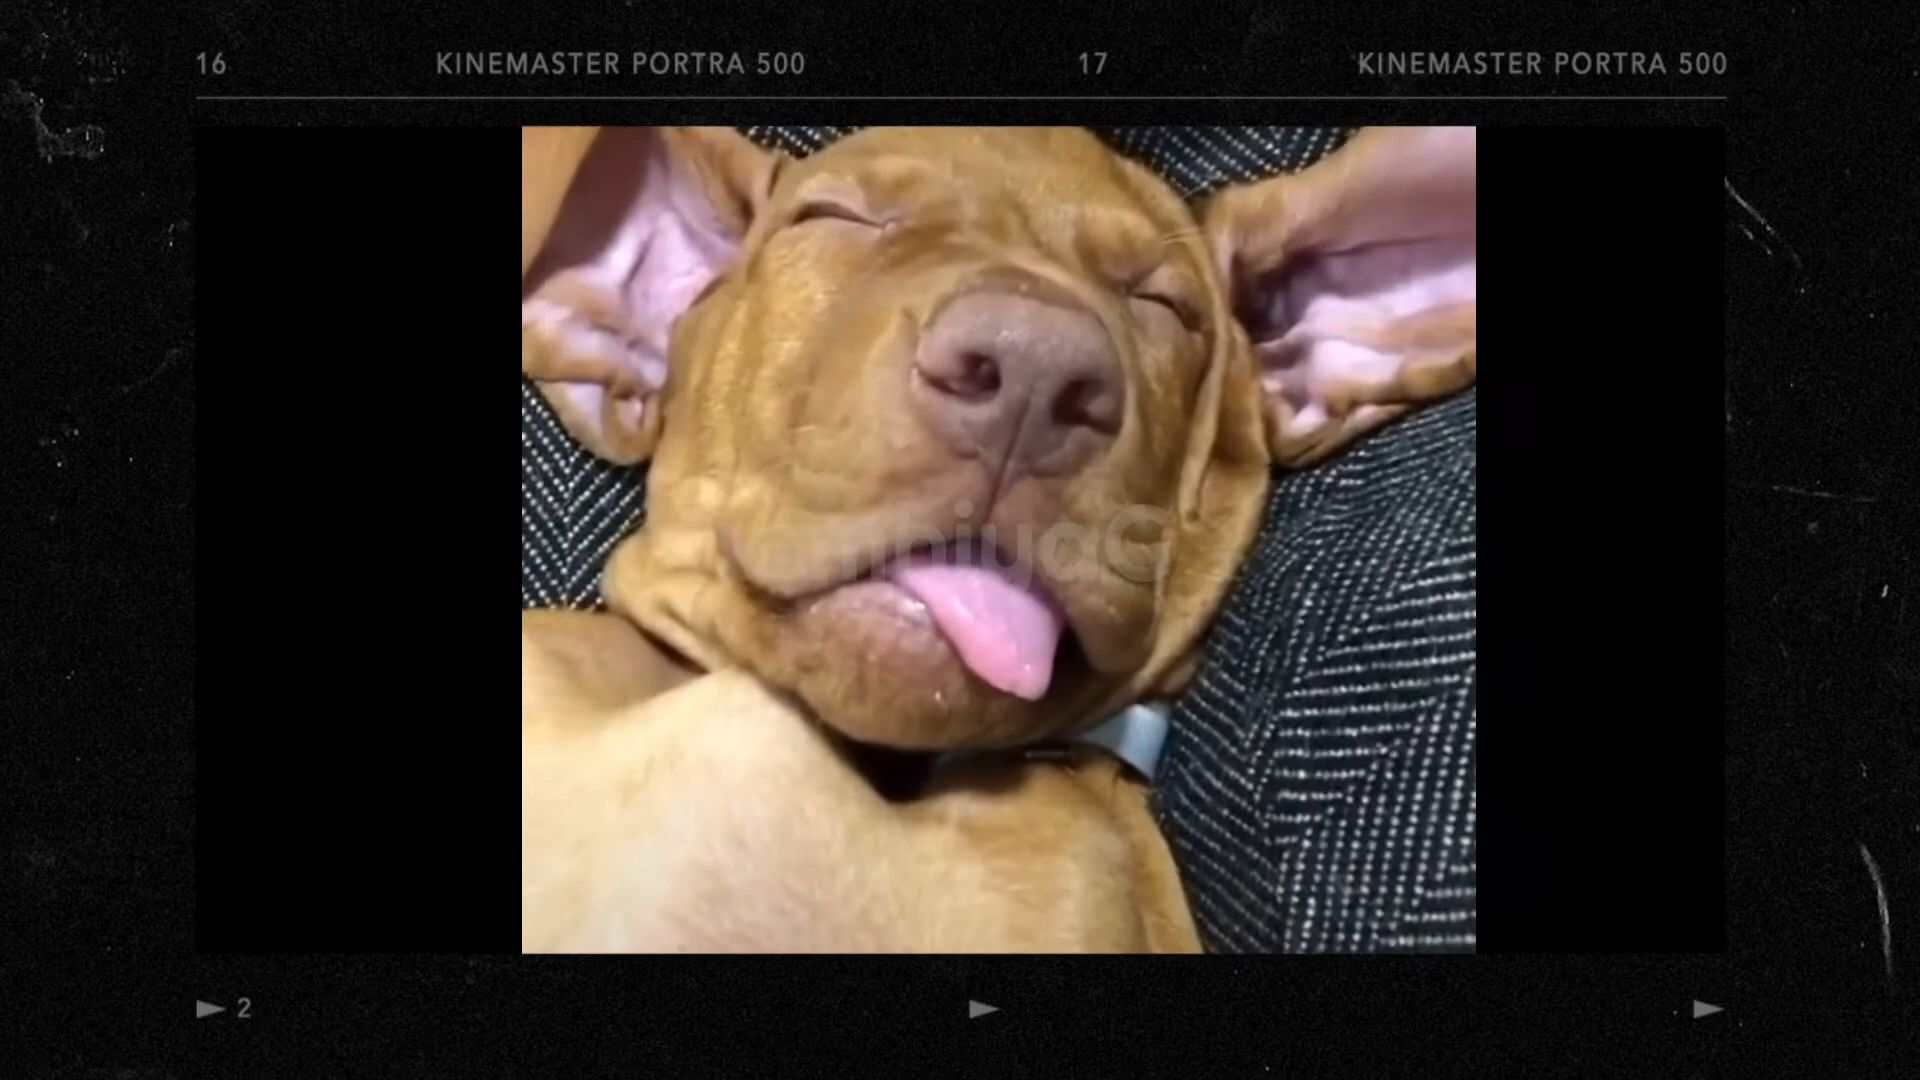 16 KINEMASTER PORTRA 500 17 KINEMASTER PORTRA 500
2